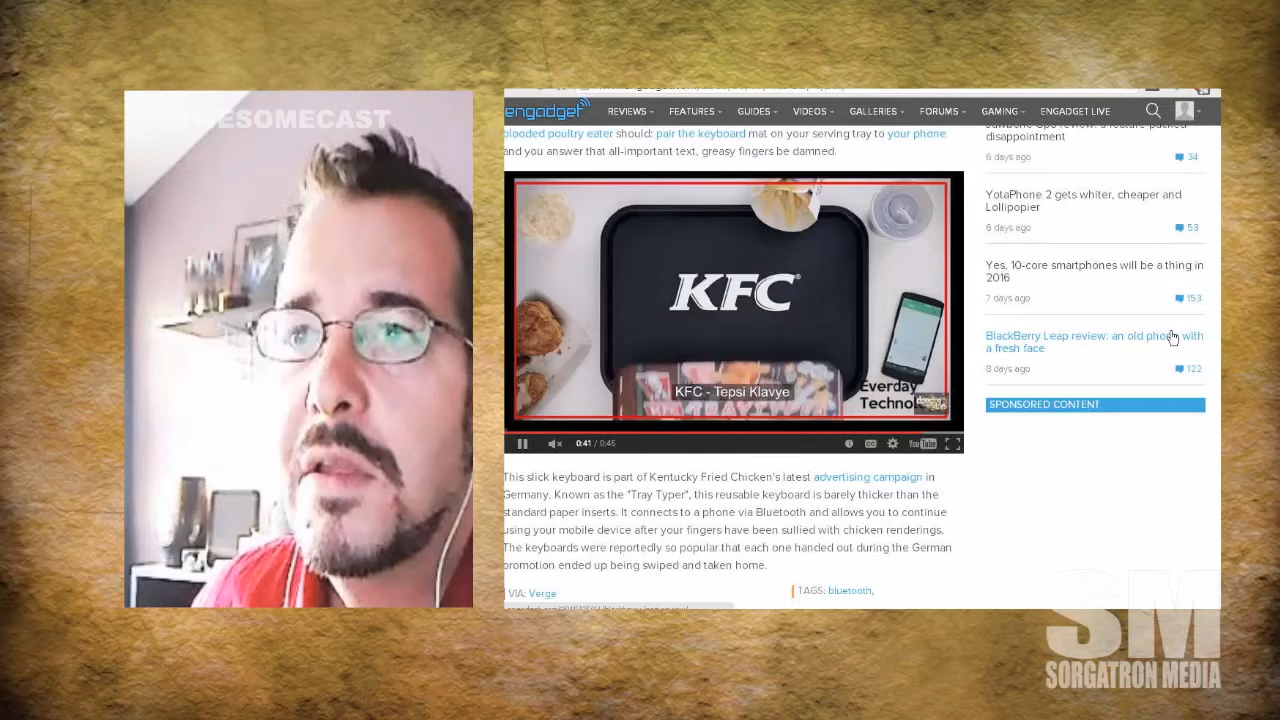 ESOMECAST
engadget
REVIEWS
FEATURES
GUIDES
VIDEOS
GALLERIES
FORUMS
GAMING
ENGADGET LIVE
blooded poultry eater should: pair the keyboard mat on your serving tray to your phone
and you answer that all-important text, greasy fingers be damned.
KFC
KFC - Tepsi Klavye
Everday
Technol
0:41 / 0:45
YouTube
This slick keyboard is part of Kentucky Fried Chicken's latest advertising campaign in
Germany. Known as the "Tray Typer", this reusable keyboard is barely thicker than the
standard paper inserts. It connects to a phone via Bluetooth and allows you to continue
using your mobile device after your fingers have been sullied with chicken renderings.
The keyboards were reportedly so popular that each one handed out during the German
promotion ended up being swiped and taken home.
VIA: Verge
TAGS: bluetooth,
disappointment
6 days ago
34
YotaPhone 2 gets whiter, cheaper and
Lollipopier
6 days ago
53
Yes, 10-core smartphones will be a thing in
2016
7 days ago
153
BlackBerry Leap review: an old phone with
a fresh face
8 days ago
122
SPONSORED CONTENT
SM
SORGATRON MEDIA